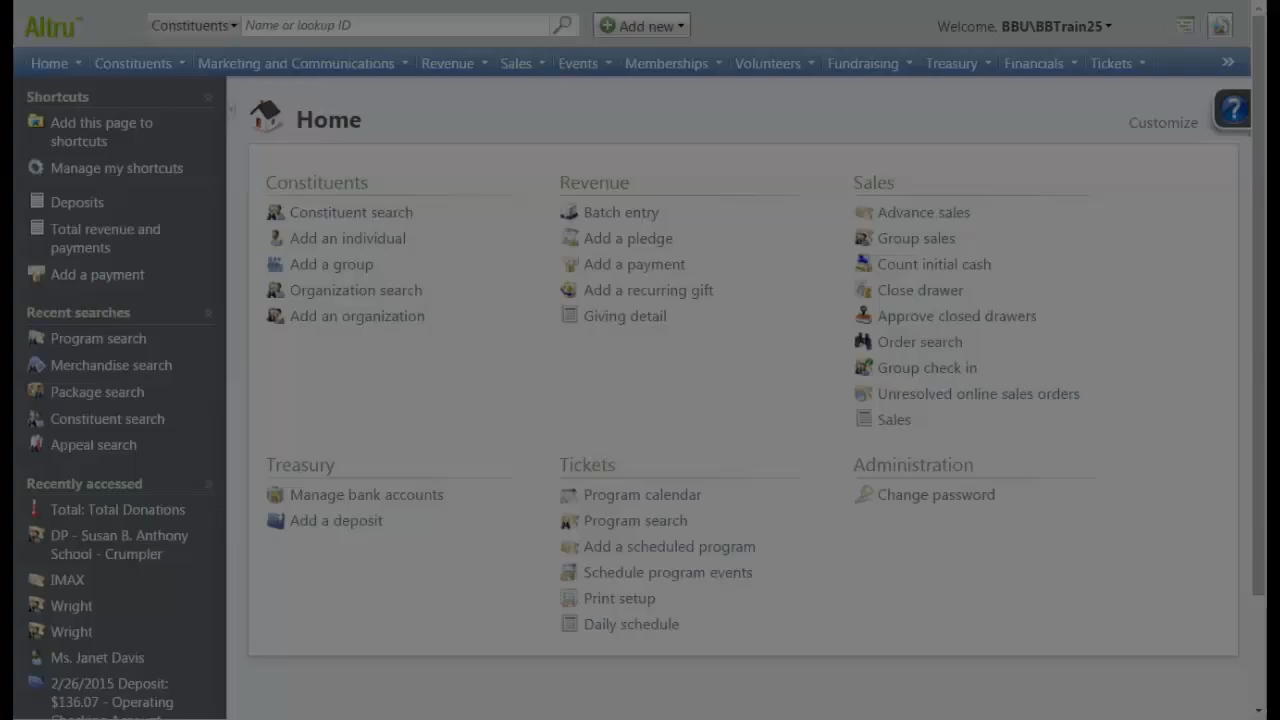 Altru™
Constituents
Name or lookup ID
Add new
Welcome, BBU\BBTrain25
Home Constituents Marketing and Communications Revenue Sales Events Memberships Volunteers Fundraising Treasury Financials Tickets »
Shortcuts
Add this page to
shortcuts
Manage my shortcuts
Deposits
Total revenue and
payments
Add a payment
Recent searches
Program search
Merchandise search
Package search
Constituent search
Appeal search
Recently accessed
Total: Total Donations
DP - Susan B. Anthony
School - Crumpler
IMAX
Wright
Wright
Ms. Janet Davis
2/26/2015 Deposit:
$136.07 - Operating
Checking Account
Home
Customize
?
Constituents
Constituent search
Add an individual
Add a group
Organization search
Add an organization
Revenue
Batch entry
Add a pledge
Add a payment
Add a recurring gift
Giving detail
Sales
Advance sales
Group sales
Count initial cash
Close drawer
Approve closed drawers
Order search
Group check in
Unresolved online sales orders
Sales
Treasury
Manage bank accounts
Add a deposit
Tickets
Program calendar
Program search
Add a scheduled program
Schedule program events
Print setup
Daily schedule
Administration
Change password